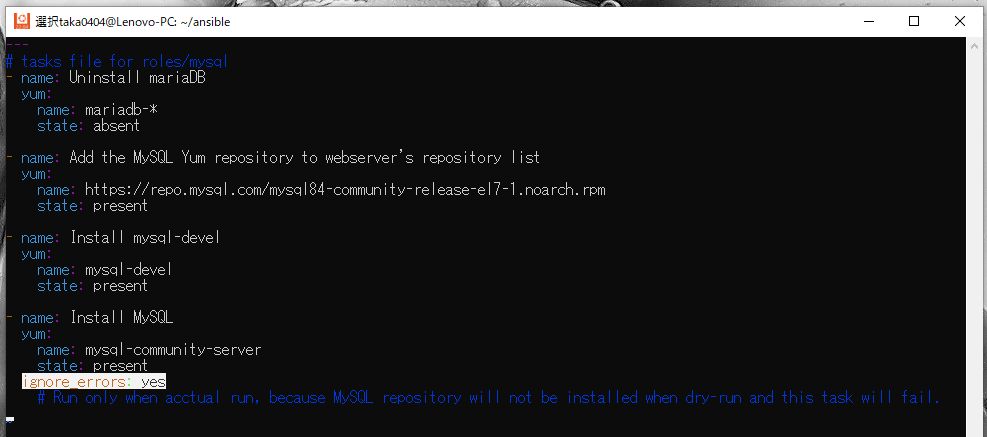 選択taka0404@Lenovo-PC: ~/ansible
---
# tasks file for roles/mysql
- name: Uninstall mariaDB
  yum:
    name: mariadb-*
    state: absent

- name: Add the MySQL Yum repository to webserver's repository list
  yum:
    name: https://repo.mysql.com/mysql84-community-release-el7-1.noarch.rpm
    state: present

- name: Install mysql-devel
  yum:
    name: mysql-devel
    state: present

- name: Install MySQL
  yum:
    name: mysql-community-server
    state: present
  ignore_errors: yes
    # Run only when acctual run, because MySQL repository will not be installed when dry-run and this task will fail.